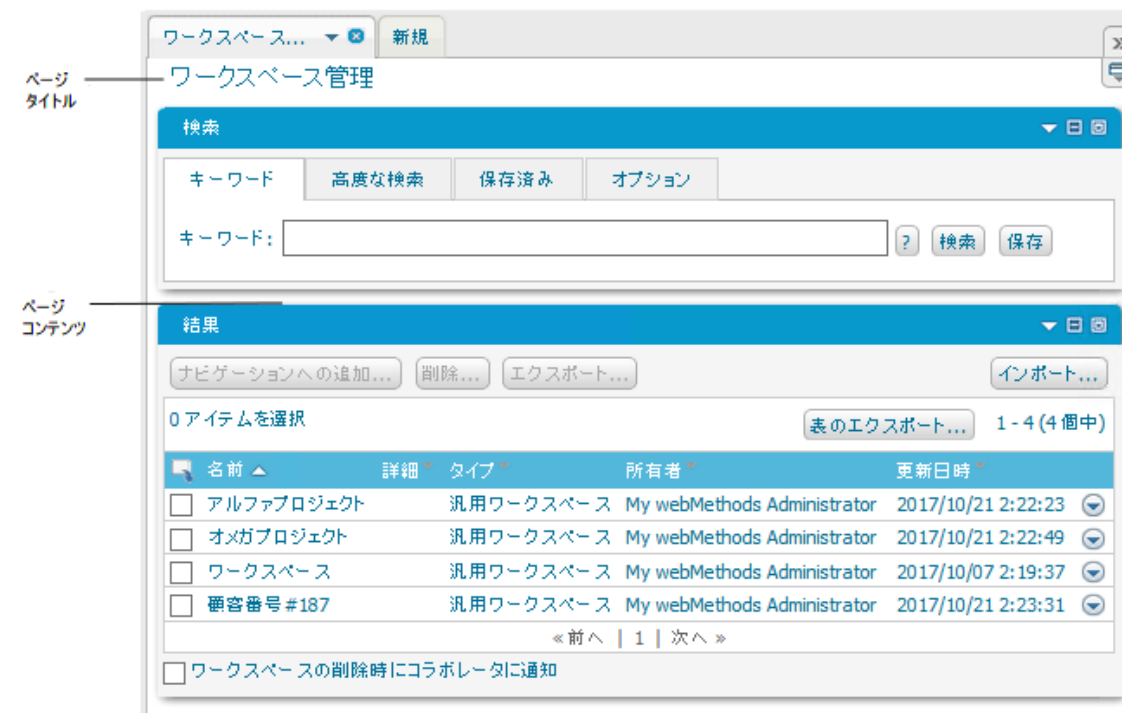 ワークスペース... 新規
ページ
タイトル
ワークスペース管理
検索
キーワード 高度な検索 保存済み オプション
キーワード: ? 検索 保存
ページ
コンテンツ
結果
ナビゲーションへの追加... 削除... エクスポート... インポート...
0 アイテムを選択 表のエクスポート... 1 - 4 (4 個中)
名前 詳細* タイプ* 所有者* 更新日時*
アルファプロジェクト 汎用ワークスペース My webMethods Administrator 2017/10/21 2:22:23
オメガプロジェクト 汎用ワークスペース My webMethods Administrator 2017/10/21 2:22:49
ワークスペース 汎用ワークスペース My webMethods Administrator 2017/10/07 2:19:37
顧客番号 #187 汎用ワークスペース My webMethods Administrator 2017/10/21 2:23:31
«前へ | 1 | 次へ»
ワークスペースの削除時にコラボレータに通知